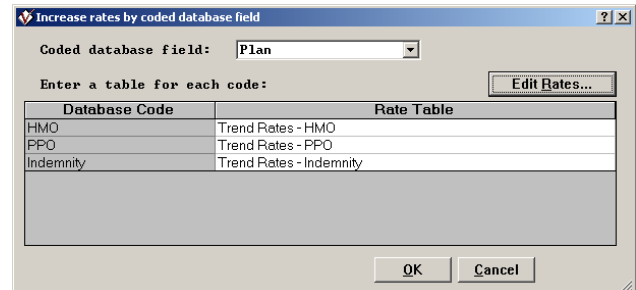 Increase rates by coded database field
Coded database field: Plan
Enter a table for each code: Edit Rates...
Database Code Rate Table
HMO Trend Rates - HMO
PPO Trend Rates - PPO
Indemnity Trend Rates - Indemnity
OK Cancel